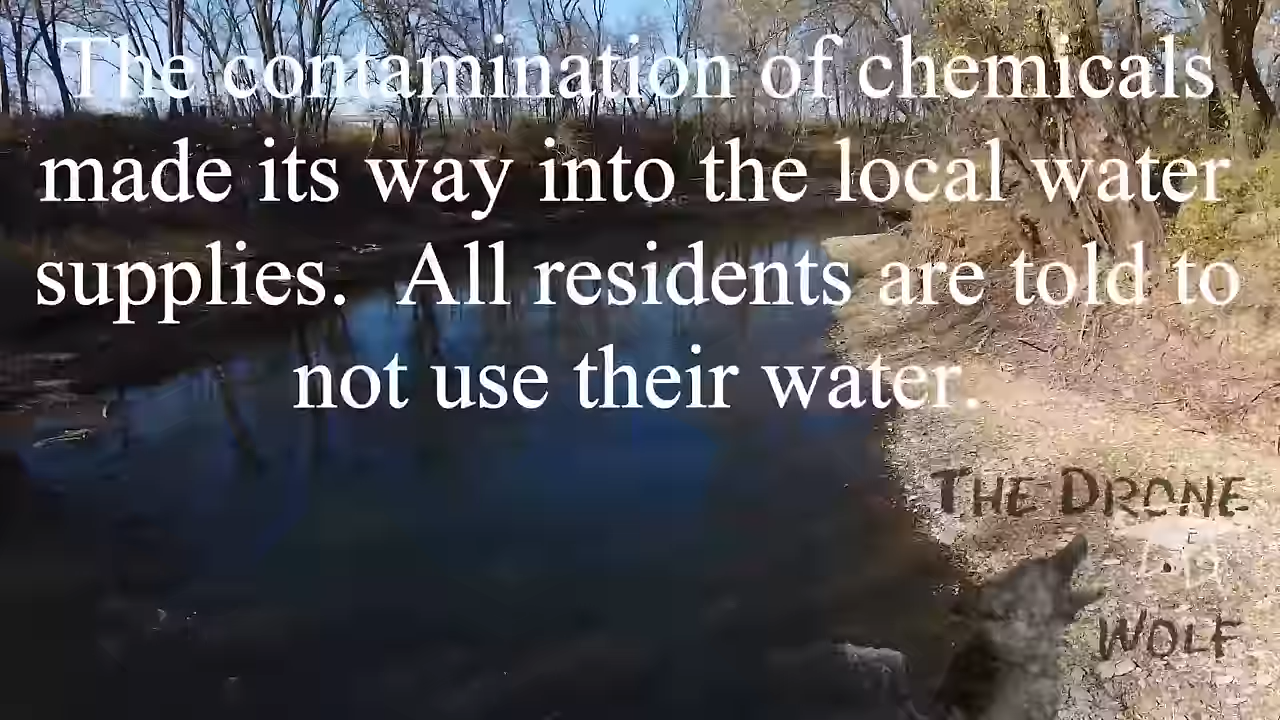 The contamination of chemicals
made its way into the local water
supplies.  All residents are told to
not use their water.
THE DRONE
WOLF